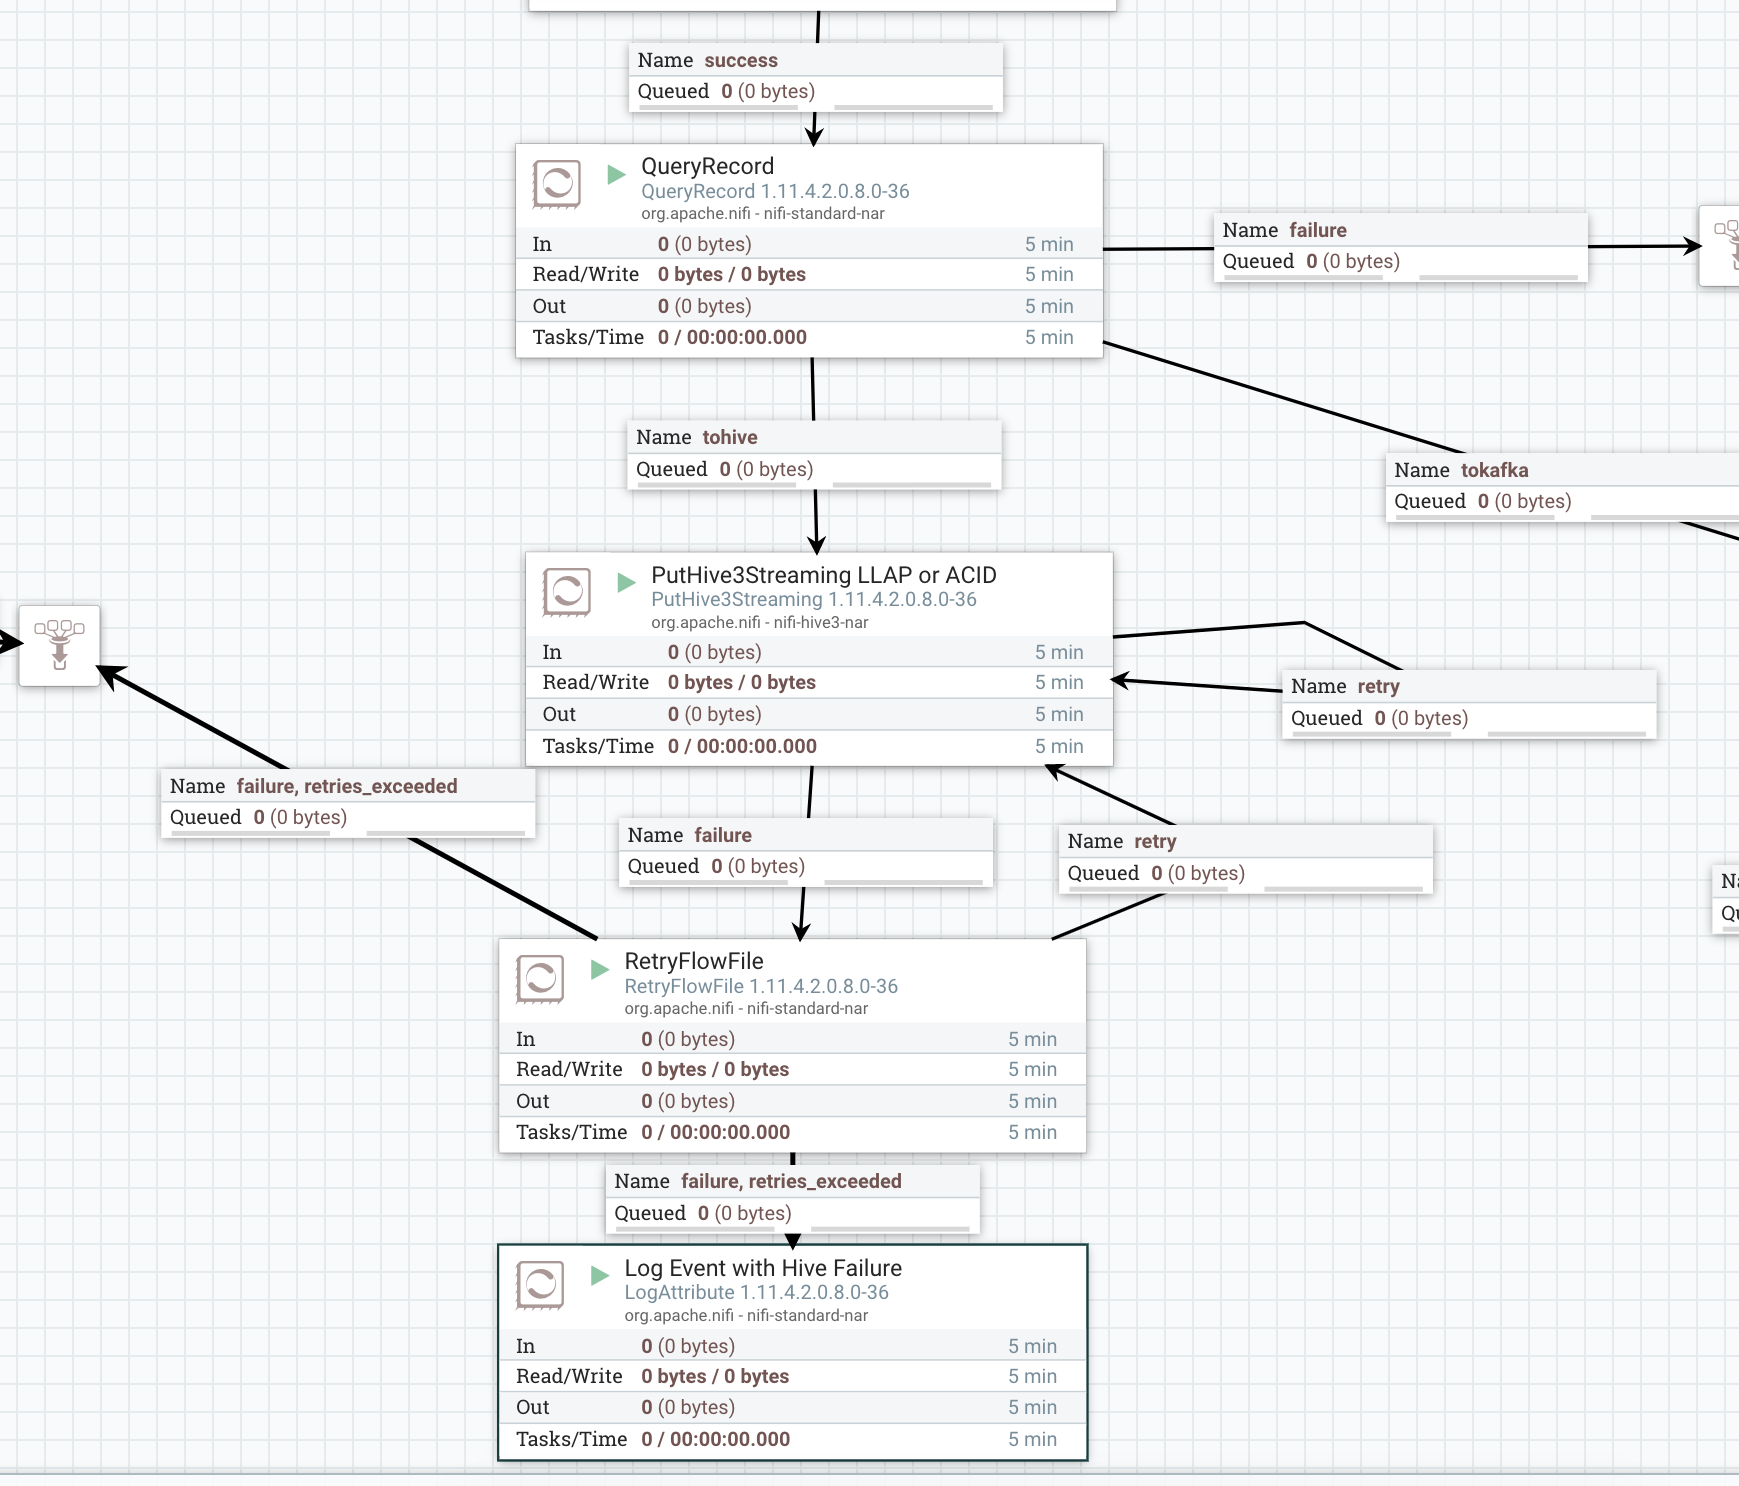 Name success
Queued 0 (0 bytes)
QueryRecord
QueryRecord 1.11.4.2.0.8.0-36
org.apache.nifi - nifi-standard-nar
In 0 (0 bytes) 5 min
Read/Write 0 bytes / 0 bytes 5 min
Out 0 (0 bytes) 5 min
Tasks/Time 0 / 00:00:00.000 5 min
Name failure
Queued 0 (0 bytes)
Name tohive
Queued 0 (0 bytes)
Name tokafka
Queued 0 (0 bytes)
PutHive3Streaming LLAP or ACID
PutHive3Streaming 1.11.4.2.0.8.0-36
org.apache.nifi - nifi-hive3-nar
In 0 (0 bytes) 5 min
Read/Write 0 bytes / 0 bytes 5 min
Out 0 (0 bytes) 5 min
Tasks/Time 0 / 00:00:00.000 5 min
Name retry
Queued 0 (0 bytes)
Name failure, retries_exceeded
Queued 0 (0 bytes)
Name failure
Queued 0 (0 bytes)
Name retry
Queued 0 (0 bytes)
RetryFlowFile
RetryFlowFile 1.11.4.2.0.8.0-36
org.apache.nifi - nifi-standard-nar
In 0 (0 bytes) 5 min
Read/Write 0 bytes / 0 bytes 5 min
Out 0 (0 bytes) 5 min
Tasks/Time 0 / 00:00:00.000 5 min
Name failure, retries_exceeded
Queued 0 (0 bytes)
Log Event with Hive Failure
LogAttribute 1.11.4.2.0.8.0-36
org.apache.nifi - nifi-standard-nar
In 0 (0 bytes) 5 min
Read/Write 0 bytes / 0 bytes 5 min
Out 0 (0 bytes) 5 min
Tasks/Time 0 / 00:00:00.000 5 min